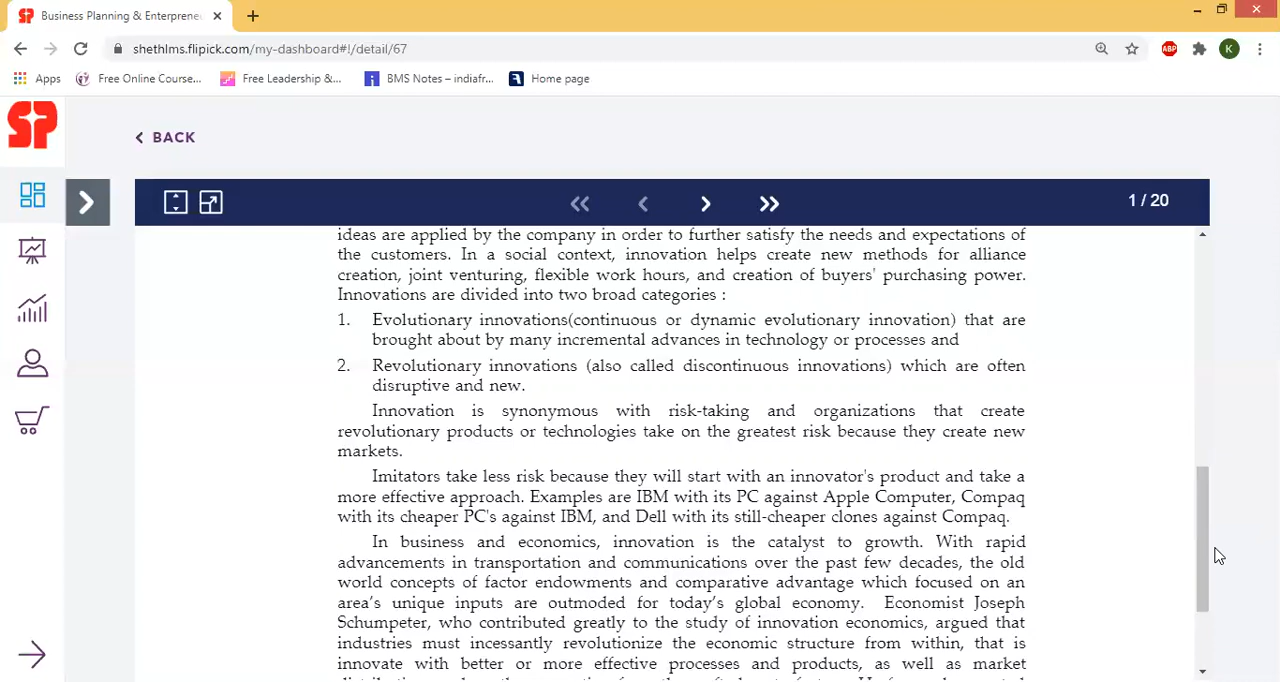 Business Planning & Enterprene
shethlms.flipick.com/my-dashboard#!/detail/67
ABP
K
Apps
Free Online Course...
Free Leadership &...
BMS Notes – indiafr...
Home page
SP
BACK
1 / 20
ideas are applied by the company in order to further satisfy the needs and expectations of
the customers. In a social context, innovation helps create new methods for alliance
creation, joint venturing, flexible work hours, and creation of buyers' purchasing power.
Innovations are divided into two broad categories :
1. Evolutionary innovations(continuous or dynamic evolutionary innovation) that are
brought about by many incremental advances in technology or processes and
2. Revolutionary innovations (also called discontinuous innovations) which are often
disruptive and new.
Innovation is synonymous with risk-taking and organizations that create
revolutionary products or technologies take on the greatest risk because they create new
markets.
Imitators take less risk because they will start with an innovator's product and take a
more effective approach. Examples are IBM with its PC against Apple Computer, Compaq
with its cheaper PC's against IBM, and Dell with its still-cheaper clones against Compaq.
In business and economics, innovation is the catalyst to growth. With rapid
advancements in transportation and communications over the past few decades, the old
world concepts of factor endowments and comparative advantage which focused on an
area's unique inputs are outmoded for today's global economy. Economist Joseph
Schumpeter, who contributed greatly to the study of innovation economics, argued that
industries must incessantly revolutionize the economic structure from within, that is
innovate with better or more effective processes and products, as well as market